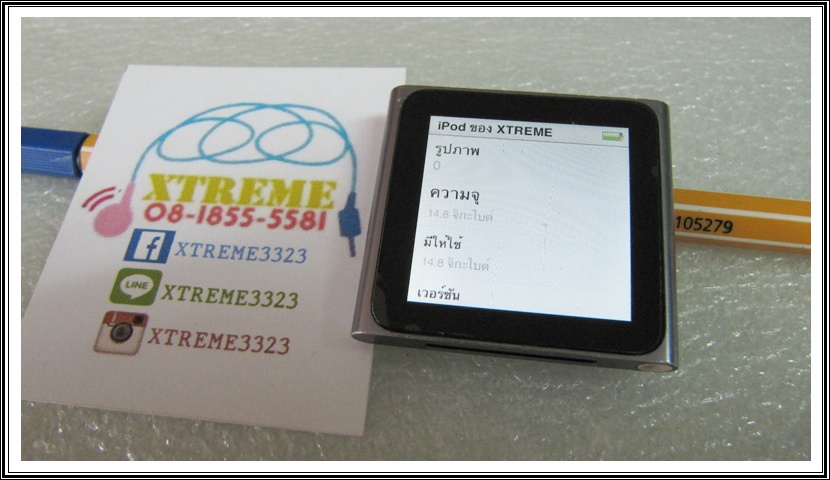 XTREME
08-1855-5581
XTREME3323
LINE
XTREME3323
XTREME3323
iPod ของ XTREME
รูปภาพ
0
ความจุ
14.8 จิกะไบต์
มีให้ใช้
14.8 จิกะไบต์
เวอร์ชัน
105279